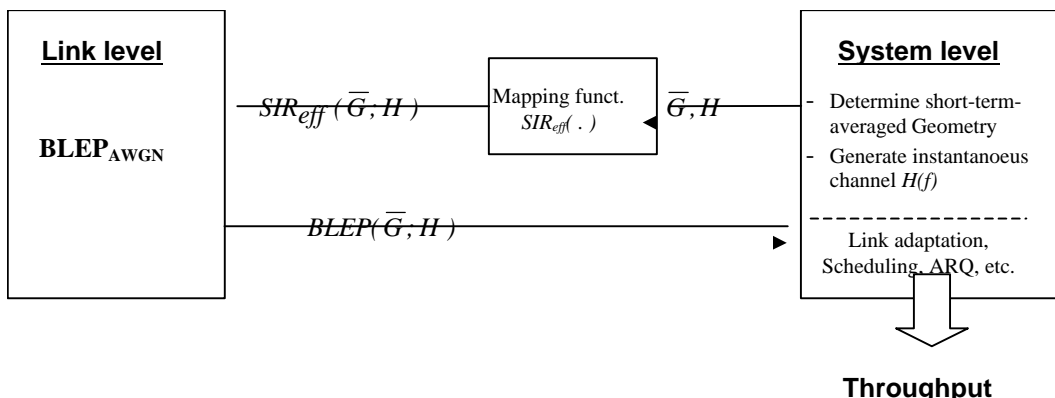 Link level
BLEP_AWGN
SIR_eff(G̅; H)
Mapping funct.
SIR_eff( . )
G̅, H
System level
- Determine short-term-
averaged Geometry
- Generate instantanoeus
channel H(f)
BLEP(G̅; H)
Link adaptation,
Scheduling, ARQ, etc.
Throughput